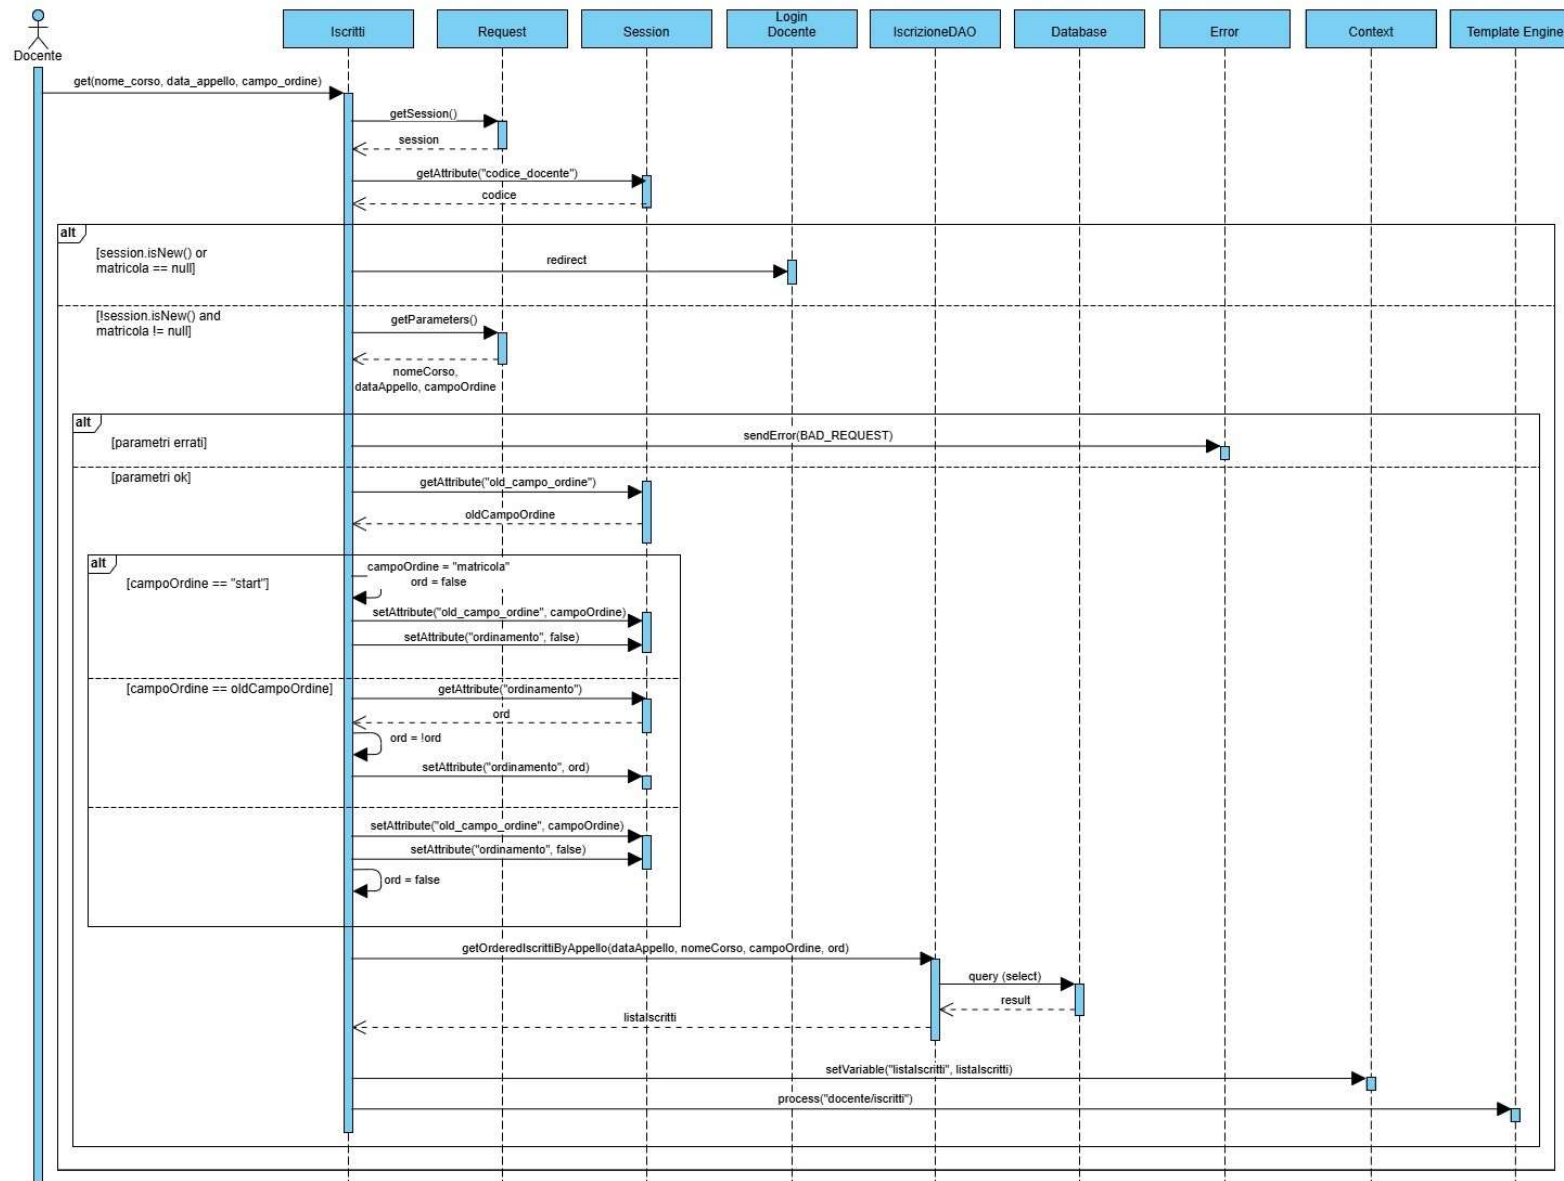 Docente
Iscritti
Request
Session
Login
Docente
IscrizioneDAO
Database
Error
Context
Template Engine
get(nome_corso, data_appello, campo_ordine)
getSession()
session
getAttribute("codice_docente")
codice
alt
[session.isNew() or
matricola == null]
redirect
[!session.isNew() and
matricola != null]
getParameters()
nomeCorso,
dataAppello, campoOrdine
alt
[parametri errati]
sendError(BAD_REQUEST)
[parametri ok]
getAttribute("old_campo_ordine")
oldCampoOrdine
alt
[campoOrdine == "start"]
campoOrdine = "matricola"
ord = false
setAttribute("old_campo_ordine", campoOrdine)
setAttribute("ordinamento", false)
[campoOrdine == oldCampoOrdine]
getAttribute("ordinamento")
ord
ord = !ord
setAttribute("ordinamento", ord)
setAttribute("old_campo_ordine", campoOrdine)
setAttribute("ordinamento", false)
ord = false
getOrderedIscrittiByAppello(dataAppello, nomeCorso, campoOrdine, ord)
query (select)
result
listaIscritti
setVariable("listaIscritti", listaIscritti)
process("docente/iscritti")